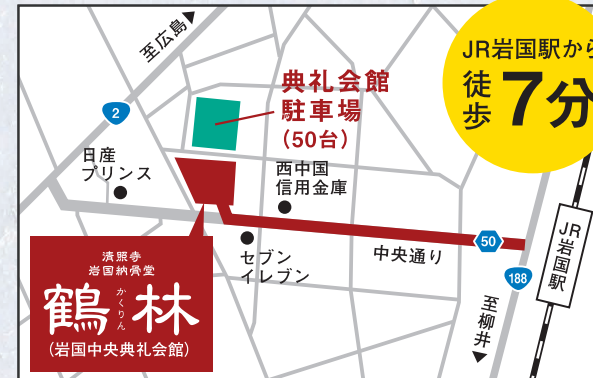 至広島
JR岩国駅から
徒歩7分
典礼会館
駐車場
(50台)
2
日産
プリンス
西中国
信用金庫
セブン
イレブン
中央通り
50
188
JR岩国駅
至柳井
清照寺
岩国納骨堂
鶴林
かくりん
(岩国中央典礼会館)